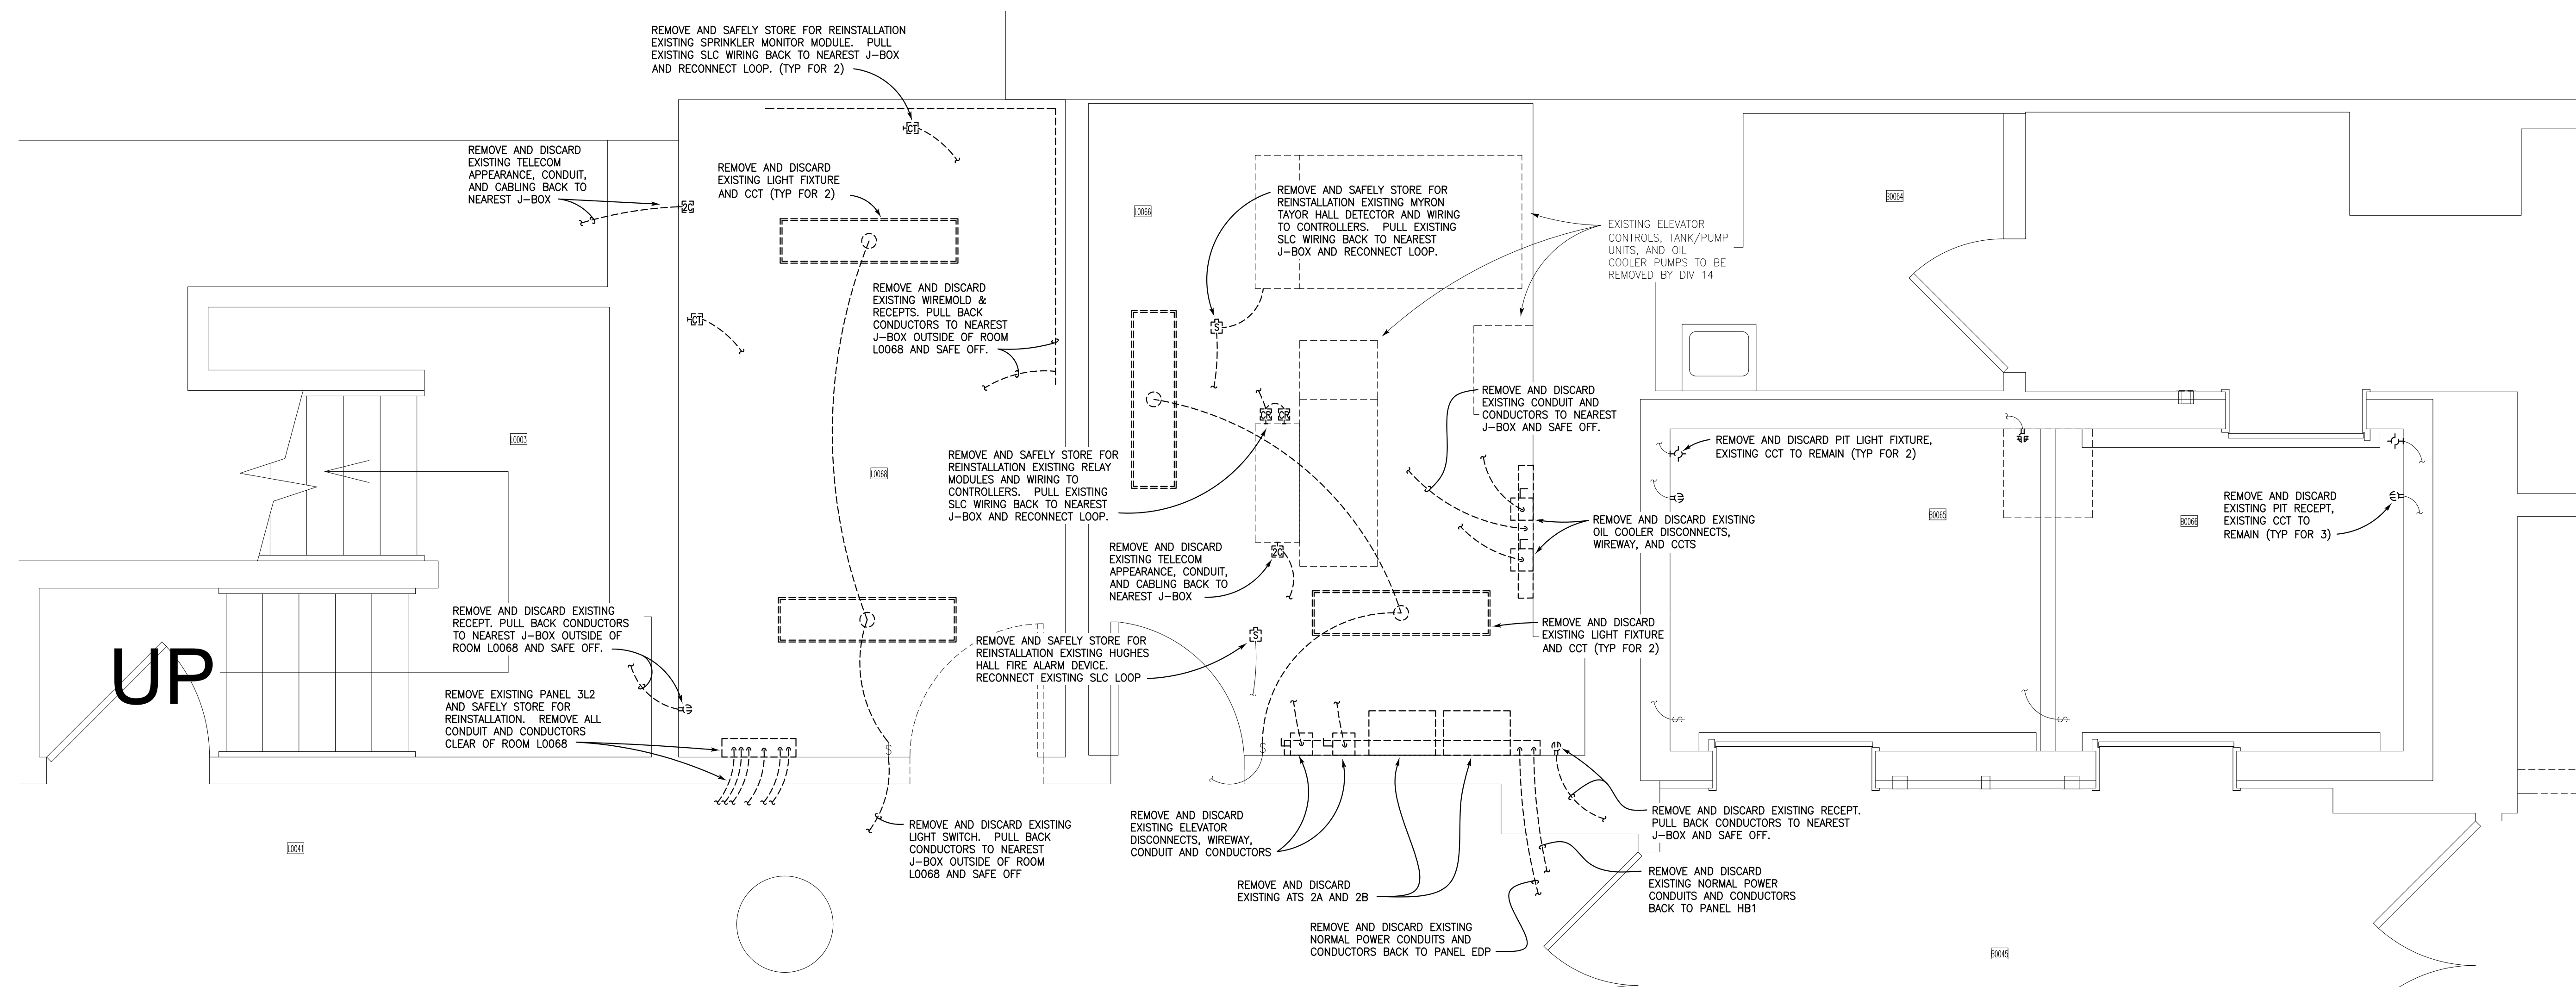 REMOVE AND SAFELY STORE FOR REINSTALLATION
EXISTING SPRINKLER MONITOR MODULE. PULL
EXISTING SLC WIRING BACK TO NEAREST J-BOX
AND RECONNECT LOOP. (TYP FOR 2)
CT
REMOVE AND DISCARD
EXISTING TELECOM
APPEARANCE, CONDUIT,
AND CABLING BACK TO
NEAREST J-BOX
2C
REMOVE AND DISCARD
EXISTING LIGHT FIXTURE
AND CCT (TYP FOR 2)
L0066
REMOVE AND SAFELY STORE FOR
REINSTALLATION EXISTING MYRON
TAYOR HALL DETECTOR AND WIRING
TO CONTROLLERS. PULL EXISTING
SLC WIRING BACK TO NEAREST
J-BOX AND RECONNECT LOOP.
EXISTING ELEVATOR
CONTROLS, TANK/PUMP
UNITS, AND OIL
COOLER PUMPS TO BE
REMOVED BY DIV 14
B0064
REMOVE AND DISCARD
EXISTING WIREMOLD &
RECEPTS. PULL BACK
CONDUCTORS TO NEAREST
J-BOX OUTSIDE OF ROOM
L0068 AND SAFE OFF.
CT
S
L0003
L0068
CR
CR
REMOVE AND SAFELY STORE FOR
REINSTALLATION EXISTING RELAY
MODULES AND WIRING TO
CONTROLLERS. PULL EXISTING
SLC WIRING BACK TO NEAREST
J-BOX AND RECONNECT LOOP.
REMOVE AND DISCARD
EXISTING CONDUIT AND
CONDUCTORS TO NEAREST
J-BOX AND SAFE OFF.
REMOVE AND DISCARD PIT LIGHT FIXTURE,
EXISTING CCT TO REMAIN (TYP FOR 2)
B0065
B0066
REMOVE AND DISCARD
EXISTING PIT RECEPT,
EXISTING CCT TO
REMAIN (TYP FOR 3)
REMOVE AND DISCARD EXISTING
OIL COOLER DISCONNECTS,
WIREWAY, AND CCTS
REMOVE AND DISCARD
EXISTING TELECOM
APPEARANCE, CONDUIT,
AND CABLING BACK TO
NEAREST J-BOX
2C
REMOVE AND DISCARD EXISTING
RECEPT. PULL BACK CONDUCTORS
TO NEAREST J-BOX OUTSIDE OF
ROOM L0068 AND SAFE OFF.
UP
REMOVE AND SAFELY STORE FOR
REINSTALLATION EXISTING HUGHES
HALL FIRE ALARM DEVICE.
RECONNECT EXISTING SLC LOOP
S
REMOVE AND DISCARD
EXISTING LIGHT FIXTURE
AND CCT (TYP FOR 2)
REMOVE EXISTING PANEL 3L2
AND SAFELY STORE FOR
REINSTALLATION. REMOVE ALL
CONDUIT AND CONDUCTORS
CLEAR OF ROOM L0068
S
S
S
S
L0041
REMOVE AND DISCARD EXISTING
LIGHT SWITCH. PULL BACK
CONDUCTORS TO NEAREST
J-BOX OUTSIDE OF ROOM
L0068 AND SAFE OFF
REMOVE AND DISCARD
EXISTING ELEVATOR
DISCONNECTS, WIREWAY,
CONDUIT AND CONDUCTORS
REMOVE AND DISCARD EXISTING RECEPT.
PULL BACK CONDUCTORS TO NEAREST
J-BOX AND SAFE OFF.
REMOVE AND DISCARD
EXISTING ATS 2A AND 2B
REMOVE AND DISCARD
EXISTING NORMAL POWER
CONDUITS AND CONDUCTORS
BACK TO PANEL HB1
REMOVE AND DISCARD EXISTING
NORMAL POWER CONDUITS AND
CONDUCTORS BACK TO PANEL EDP
B0045